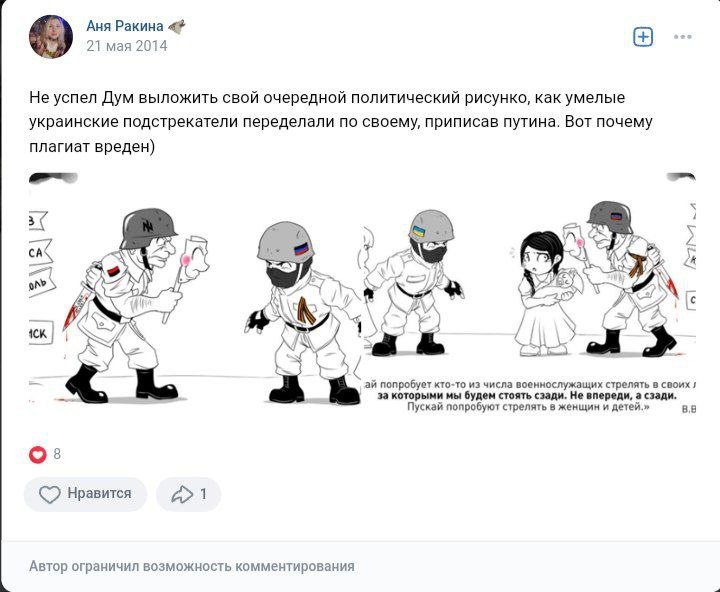 Аня Ракина
21 мая 2014
Не успел Дум выложить свой очередной политический рисунко, как умелые
украинские подстрекатели переделали по своему, приписав путина. Вот почему
плагиат вреден)
В
СА
ОЛЬ
ІСК
ай попробует кто-то из числа военнослужащих стрелять в своих л
за которыми мы будем стоять сзади. Не впереди, а сзади.
Пускай попробуют стрелять в женщин и детей.»
В.В
8
Нравится
1
Автор ограничил возможность комментирования